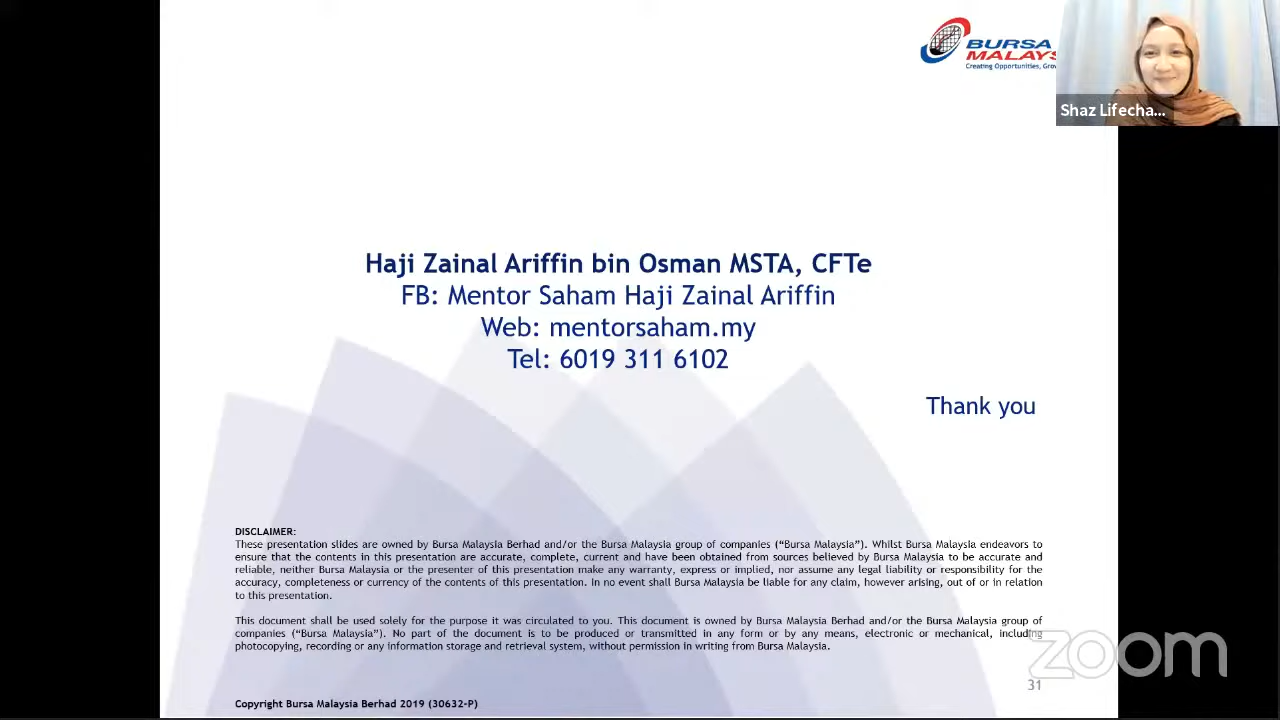 BURSA
MALAYS
Creating Opportunities, Grow
Shaz Lifecha...
Haji Zainal Ariffin bin Osman MSTA, CFTe
FB: Mentor Saham Haji Zainal Ariffin
Web: mentorsaham.my
Tel: 6019 311 6102
Thank you
DISCLAIMER:
These presentation slides are owned by Bursa Malaysia Berhad and/or the Bursa Malaysia group of companies (“Bursa Malaysia”). Whilst Bursa Malaysia endeavors to
ensure that the contents in this presentation are accurate, complete, current and have been obtained from sources believed by Bursa Malaysia to be accurate and
reliable, neither Bursa Malaysia or the presenter of this presentation make any warranty, express or implied, nor assume any legal liability or responsibility for the
accuracy, completeness or currency of the contents of this presentation. In no event shall Bursa Malaysia be liable for any claim, however arising, out of or in relation
to this presentation.
This document shall be used solely for the purpose it was circulated to you. This document is owned by Bursa Malaysia Berhad and/or the Bursa Malaysia group of
companies (“Bursa Malaysia”). No part of the document is to be produced or transmitted in any form or by any means, electronic or mechanical, including
photocopying, recording or any information storage and retrieval system, without permission in writing from Bursa Malaysia.
zoom
31
Copyright Bursa Malaysia Berhad 2019 (30632-P)